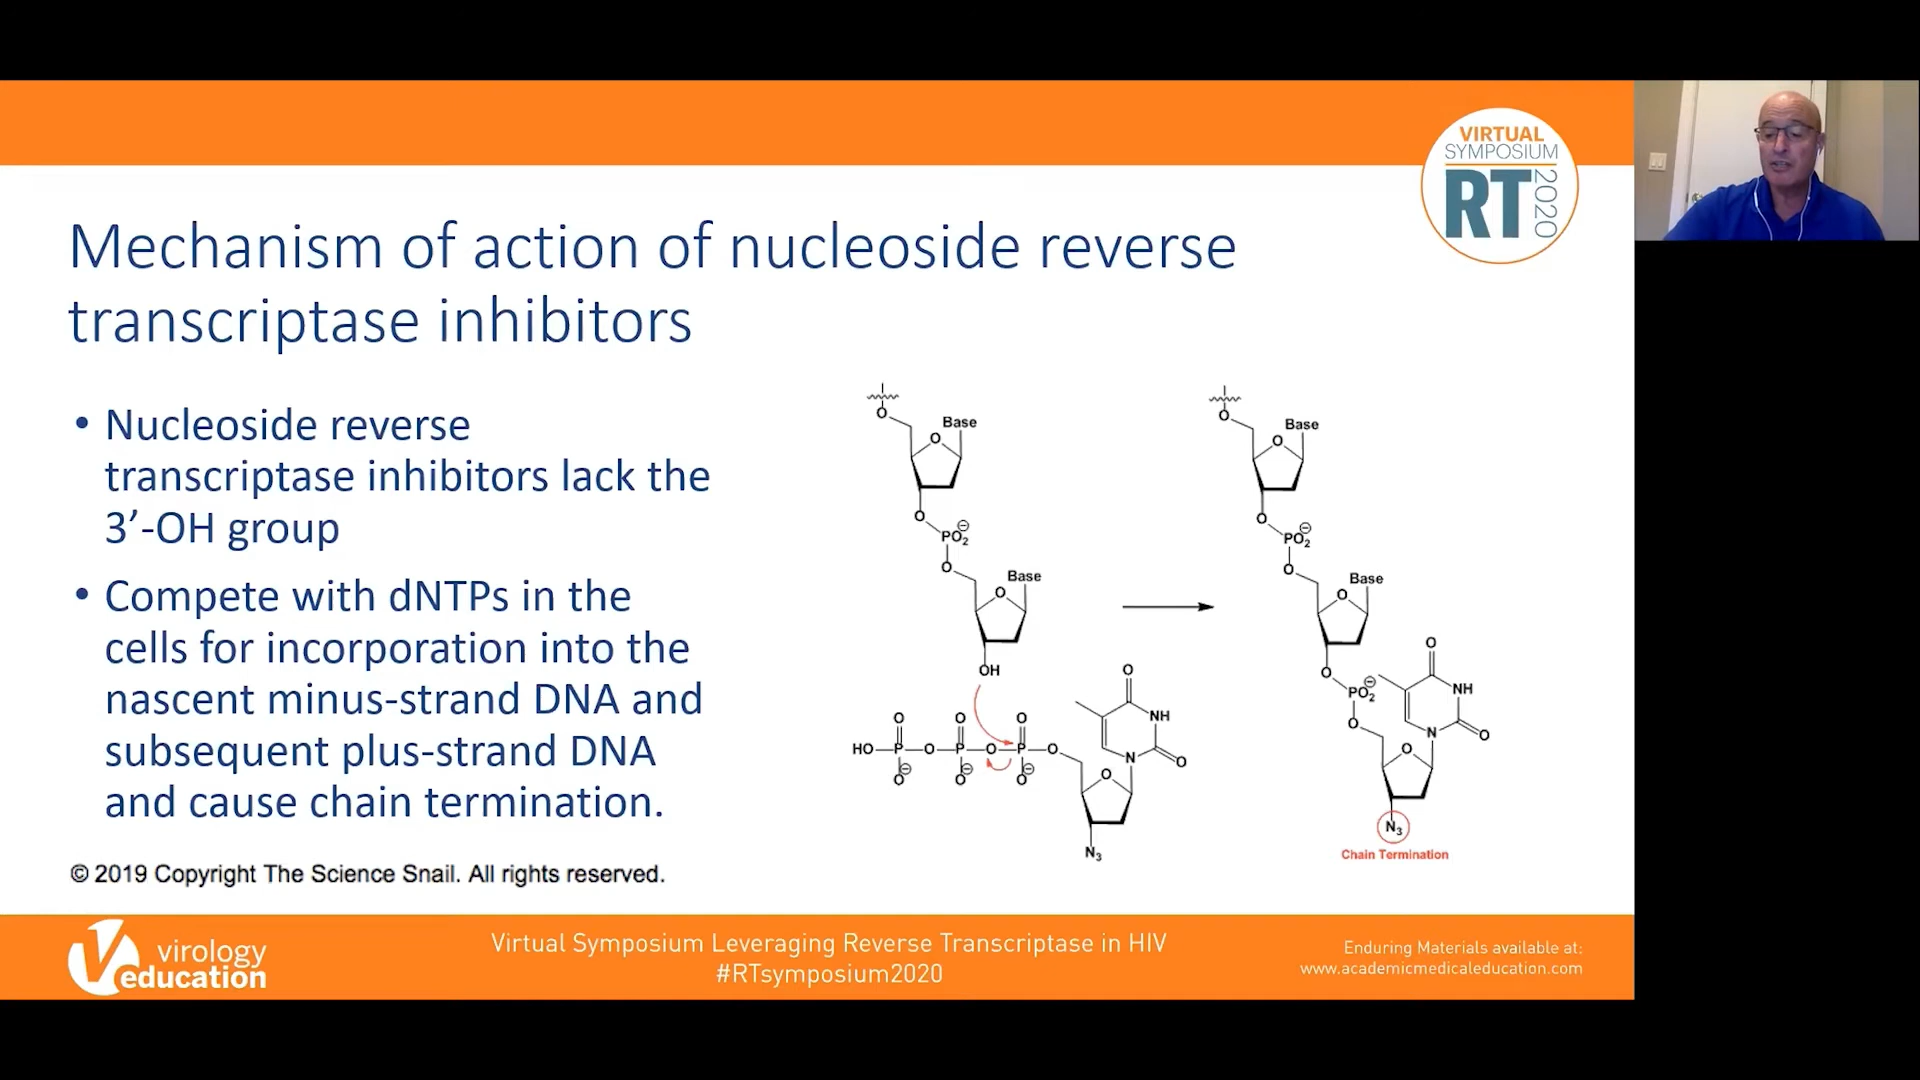 VIRTUAL
SYMPOSIUM
RT
2020
Mechanism of action of nucleoside reverse
transcriptase inhibitors
• Nucleoside reverse
transcriptase inhibitors lack the
3’-OH group
• Compete with dNTPs in the
cells for incorporation into the
nascent minus-strand DNA and
subsequent plus-strand DNA
and cause chain termination.
© 2019 Copyright The Science Snail. All rights reserved.
O
Base
O
O
PO₂⊖
O
Base
O
OH
O
O O O NH
HO P O P O P O
N O
O⊖ O⊖ O⊖ O
N₃
O
Base
O
O
PO₂⊖
O
Base
O
O
O
PO₂⊖
NH
O
N O
O
N₃
Chain Termination
virology
education
Virtual Symposium Leveraging Reverse Transcriptase in HIV
#RTsymposium2020
Enduring Materials available at:
www.academicmedicaleducation.com